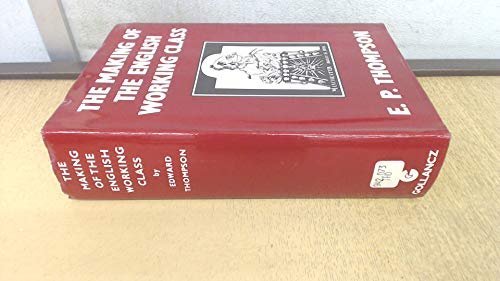 THE MAKING OF
THE ENGLISH
WORKING CLASS
E. P. THOMPSON
THE
MAKING
OF THE
ENGLISH
WORKING
CLASS
by
EDWARD
THOMPSON
GOLLANCZ